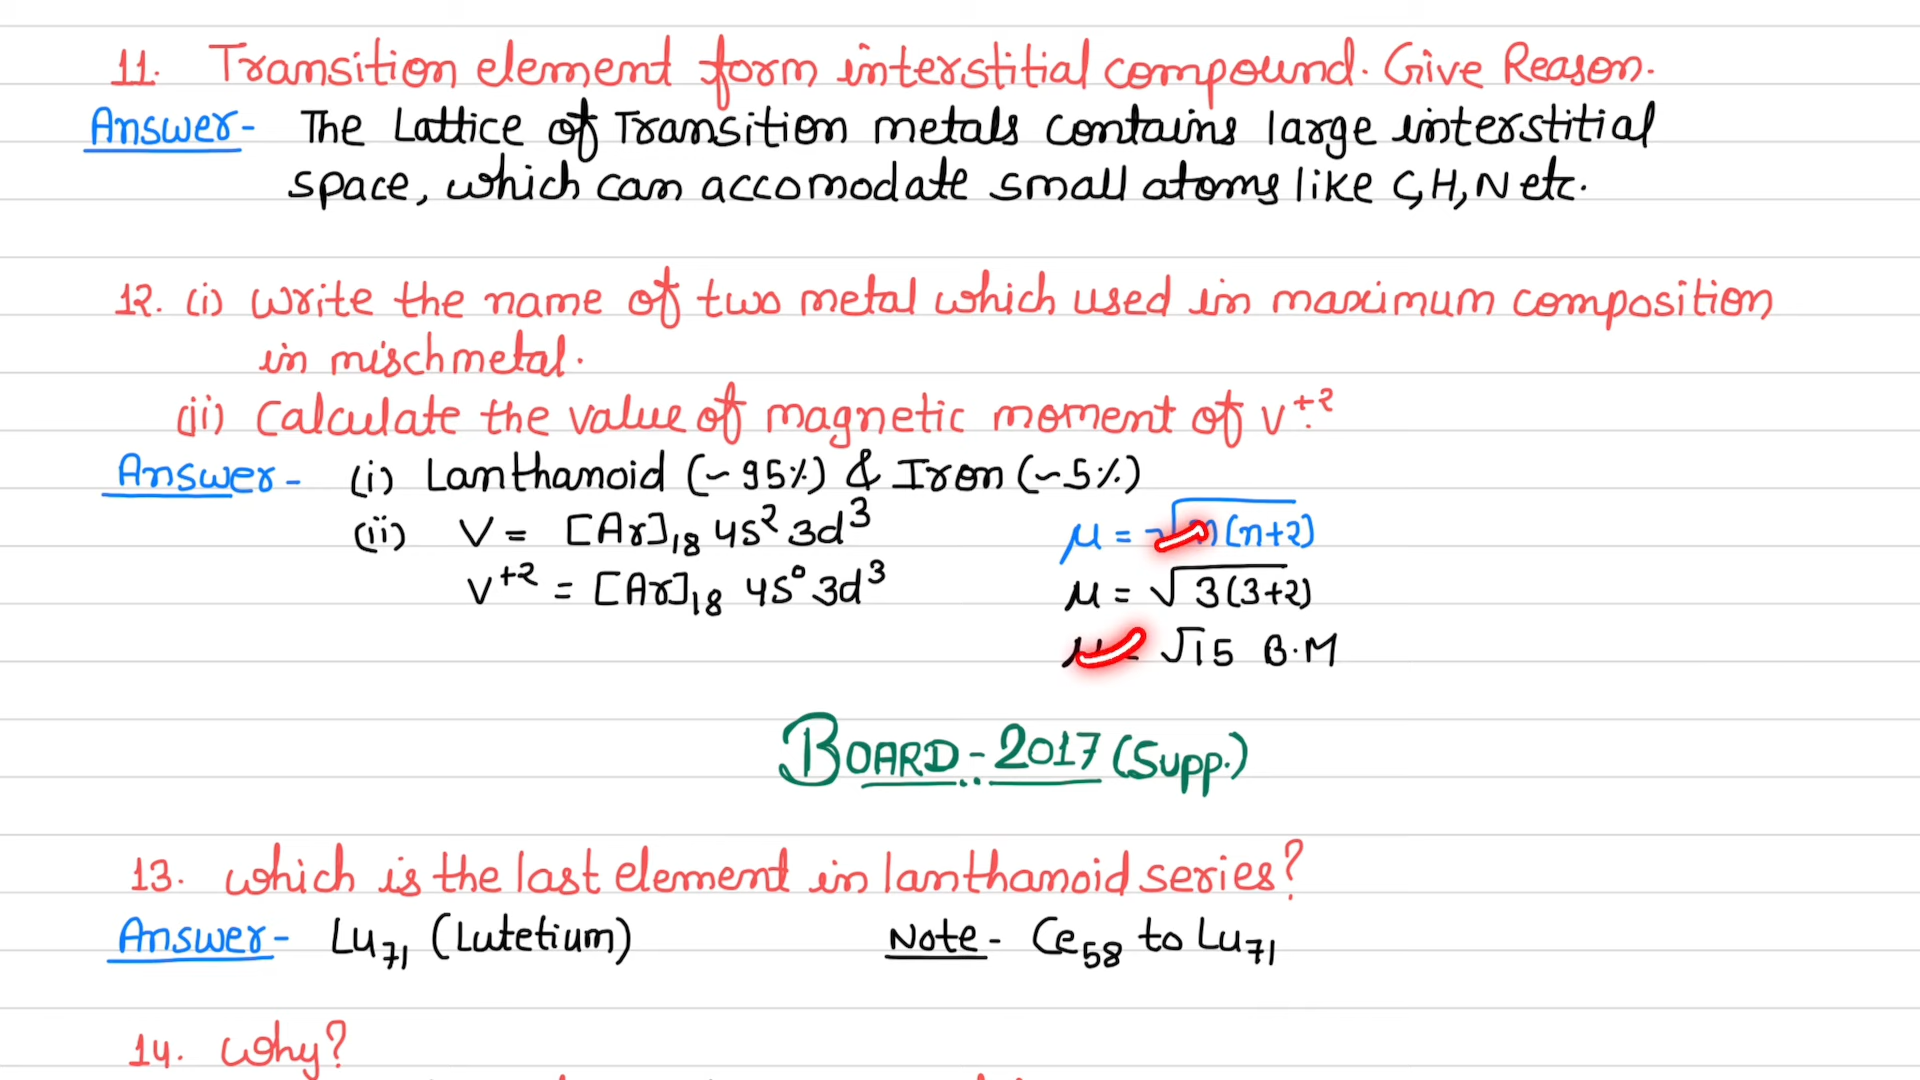 11. Transition element form interstitial compound. Give Reason.
Answer- The Lattice of Transition metals contains large interstitial
space, which can accomodate small atoms like C, H, N etc.
12. (i) Write the name of two metal which used in maximum composition
in mischmetal.
(ii) Calculate the value of magnetic moment of V⁺²?
Answer- (i) Lanthanoid (~95%) & Iron (~5%)
(ii) V = [Ar]₁₈ 4s² 3d³
V⁺² = [Ar]₁₈ 4s⁰ 3d³
μ = √n(n+2)
μ = √3(3+2)
μ = √15 B.M
BOARD-2017 (Supp.)
13. which is the last element in lanthanoid series?
Answer- Lu₇₁ (Lutetium)
Note- Ce₅₈ to Lu₇₁
14. Why?